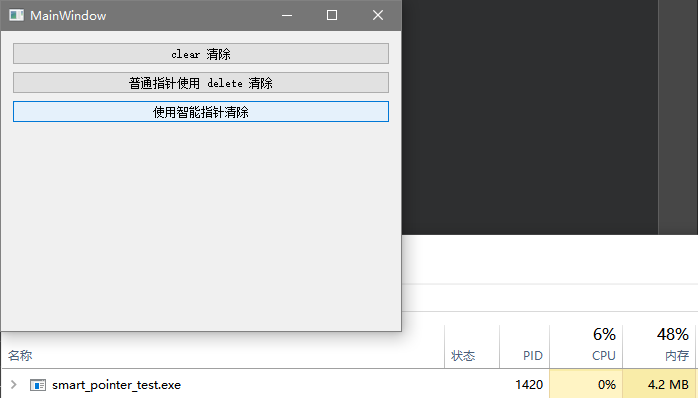 MainWindow
clear 清除
普通指针使用 delete 清除
使用智能指针清除
6% 48%
名称 状态 PID CPU 内存
smart_pointer_test.exe 1420 0% 4.2 MB